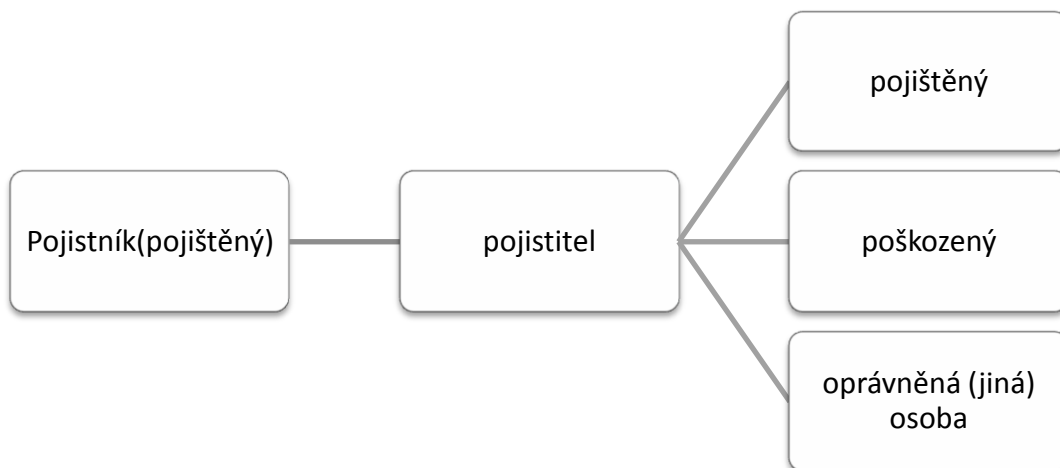 Pojistník(pojištěný)
pojistitel
pojištěný
poškozený
oprávněná (jiná)
osoba